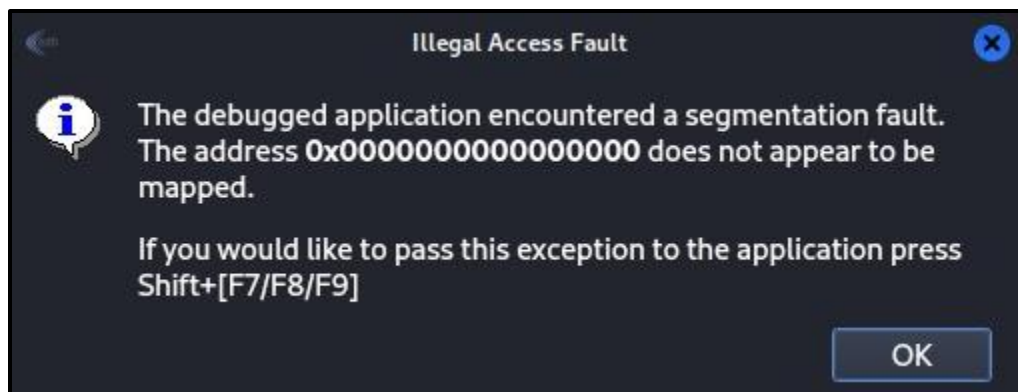 Illegal Access Fault
The debugged application encountered a segmentation fault.
The address 0x0000000000000000 does not appear to be
mapped.
If you would like to pass this exception to the application press
Shift+[F7/F8/F9]
OK